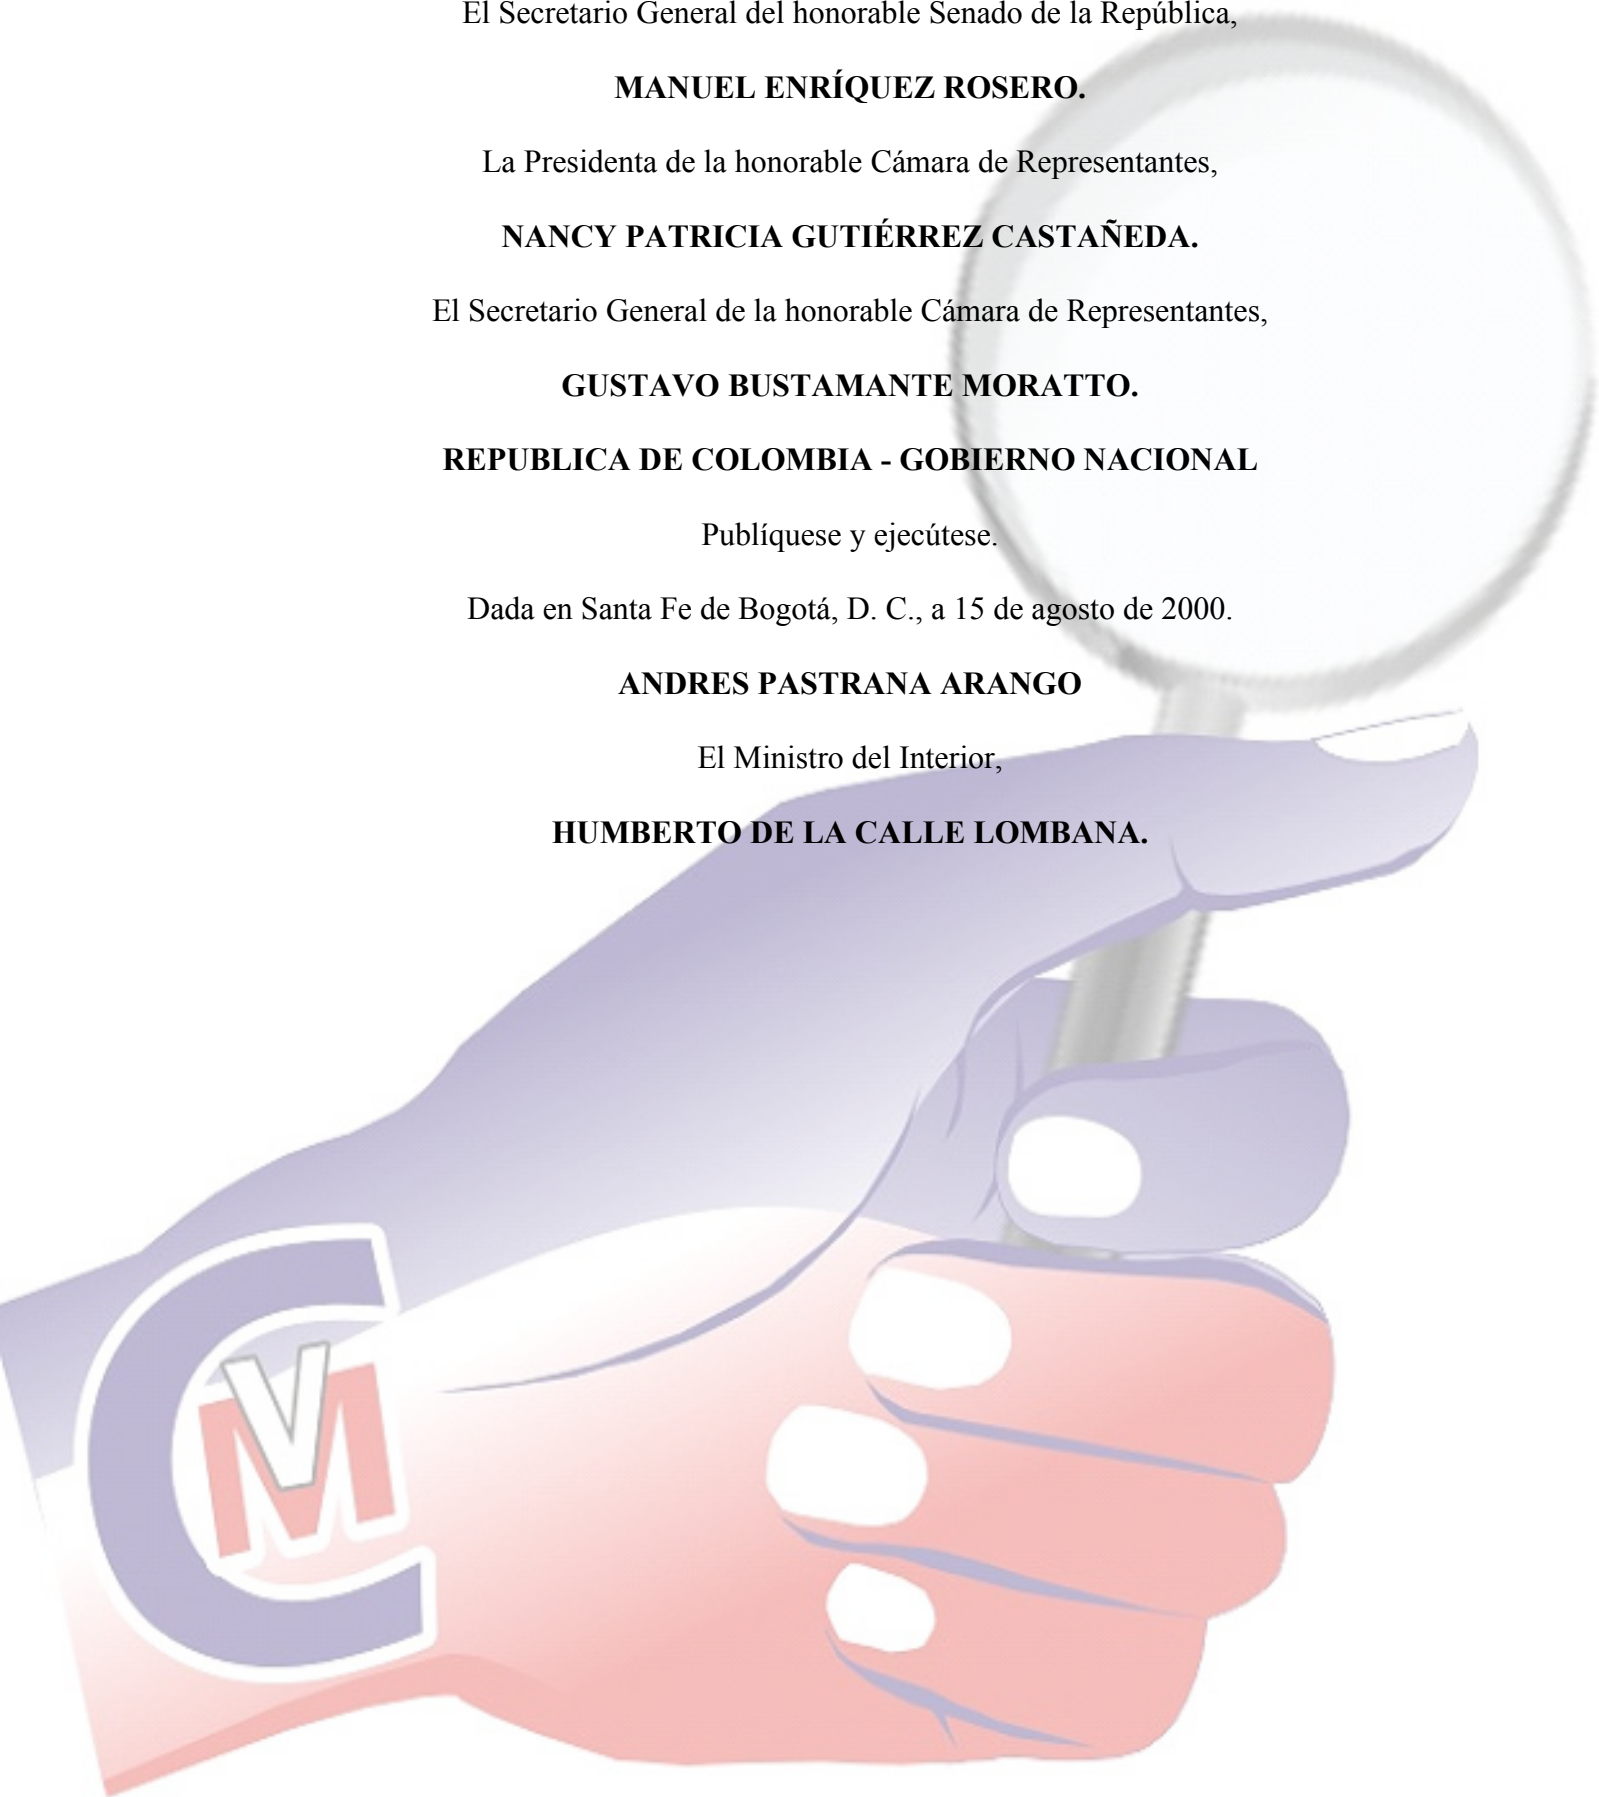 El Secretario General del honorable Senado de la República,
MANUEL ENRÍQUEZ ROSERO.
La Presidenta de la honorable Cámara de Representantes,
NANCY PATRICIA GUTIÉRREZ CASTAÑEDA.
El Secretario General de la honorable Cámara de Representantes,
GUSTAVO BUSTAMANTE MORATTO.
REPUBLICA DE COLOMBIA - GOBIERNO NACIONAL
Publíquese y ejecútese.
Dada en Santa Fe de Bogotá, D. C., a 15 de agosto de 2000.
ANDRES PASTRANA ARANGO
El Ministro del Interior,
HUMBERTO DE LA CALLE LOMBANA.
CVM